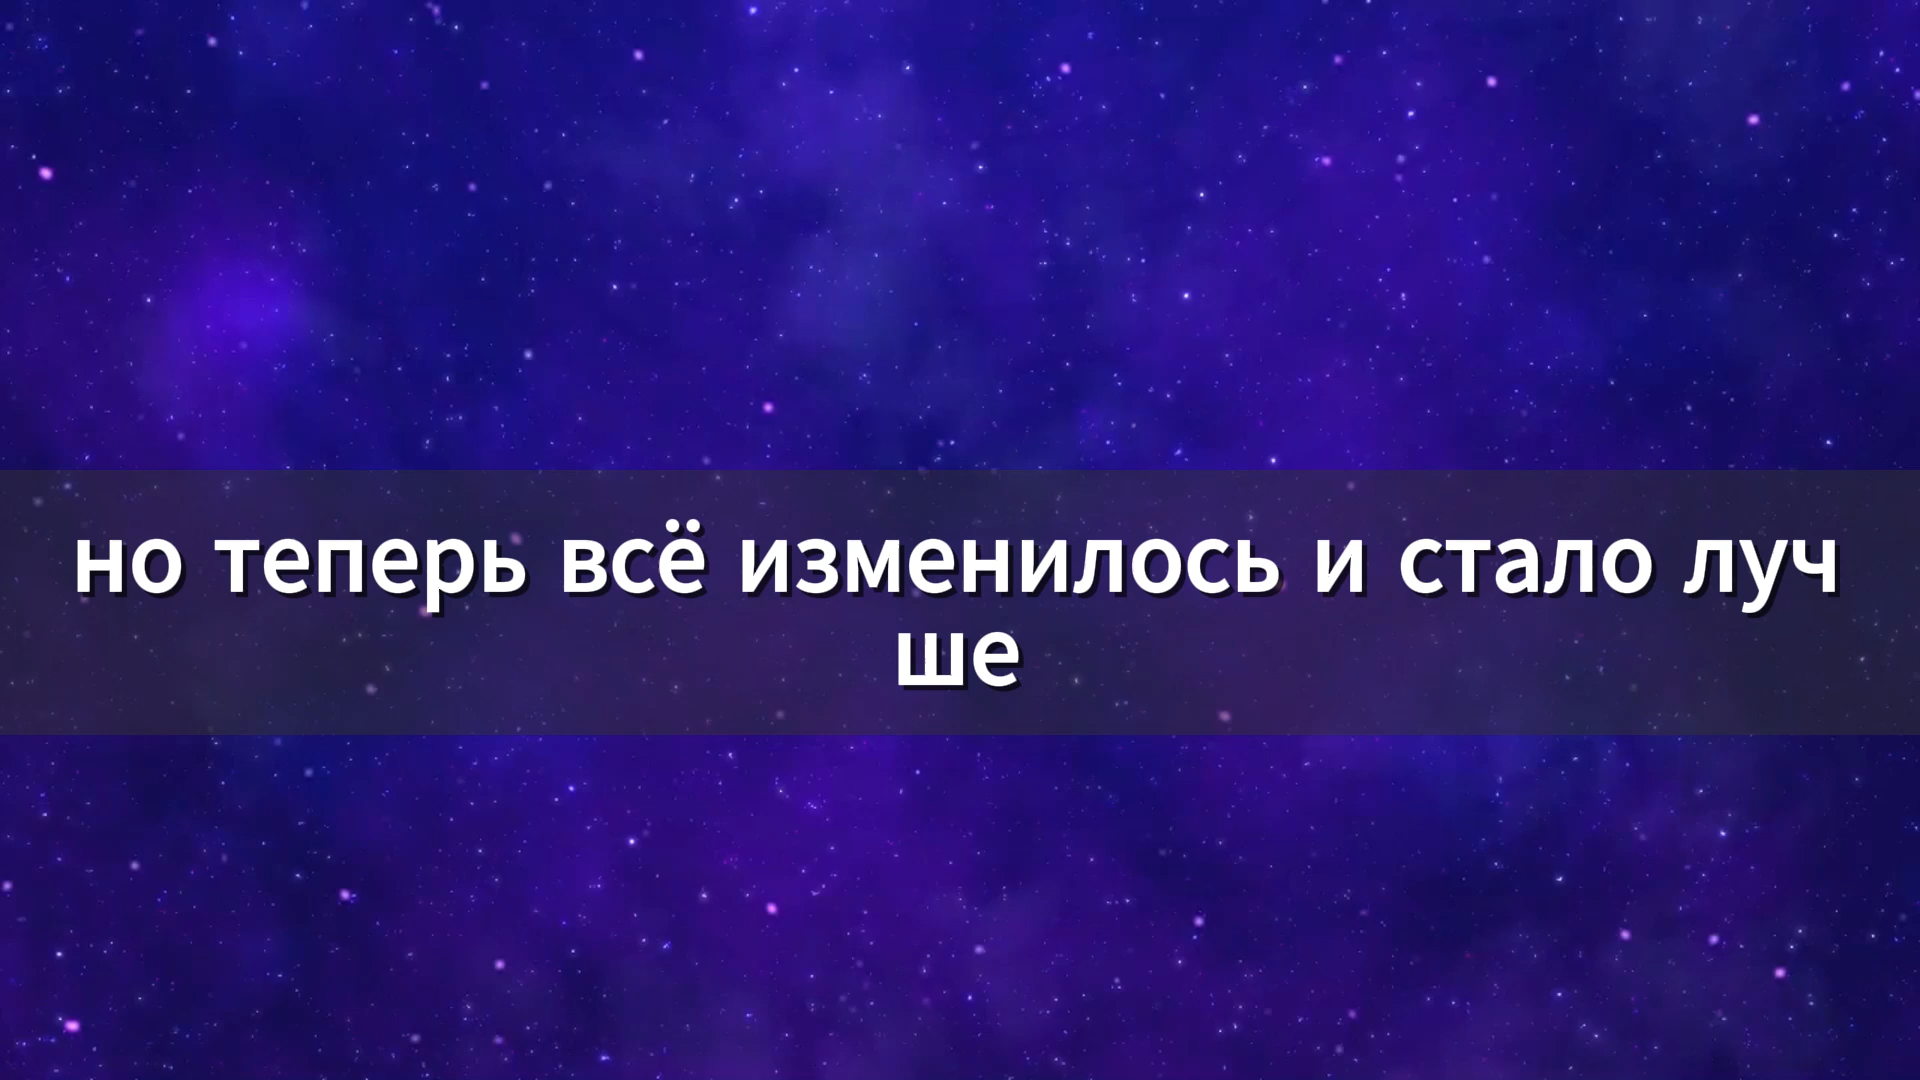 но теперь всё изменилось и стало луч
ше